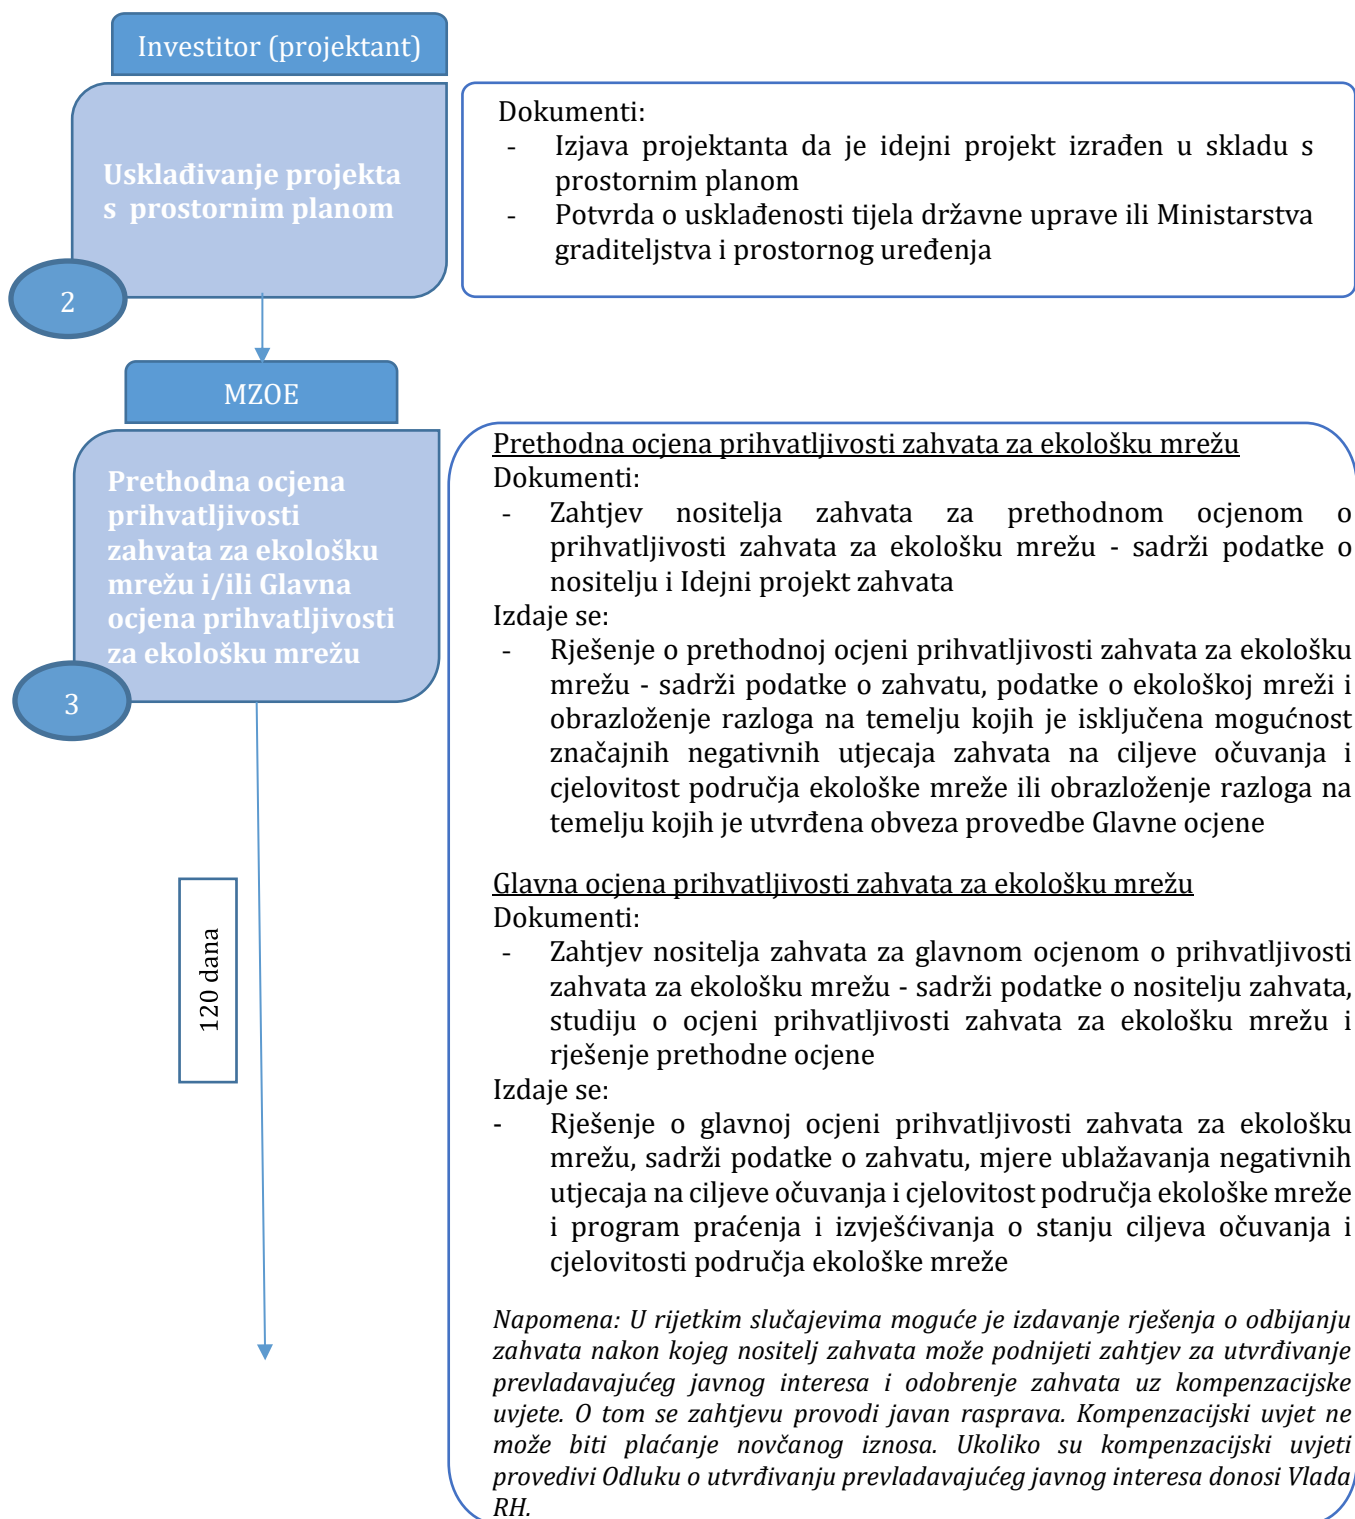 Investitor (projektant)
Usklađivanje projekta
s prostornim planom
2
Dokumenti:
- Izjava projektanta da je idejni projekt izrađen u skladu s
prostornim planom
- Potvrda o usklađenosti tijela državne uprave ili Ministarstva
graditeljstva i prostornog uređenja
MZOE
Prethodna ocjena
prihvatljivosti
zahvata za ekološku
mrežu i/ili Glavna
ocjena prihvatljivosti
za ekološku mrežu
3
120 dana
Prethodna ocjena prihvatljivosti zahvata za ekološku mrežu
Dokumenti:
- Zahtjev nositelja zahvata za prethodnom ocjenom o
prihvatljivosti zahvata za ekološku mrežu - sadrži podatke o
nositelju i Idejni projekt zahvata
Izdaje se:
- Rješenje o prethodnoj ocjeni prihvatljivosti zahvata za ekološku
mrežu - sadrži podatke o zahvatu, podatke o ekološkoj mreži i
obrazloženje razloga na temelju kojih je isključena mogućnost
značajnih negativnih utjecaja zahvata na ciljeve očuvanja i
cjelovitost područja ekološke mreže ili obrazloženje razloga na
temelju kojih je utvrđena obveza provedbe Glavne ocjene
Glavna ocjena prihvatljivosti zahvata za ekološku mrežu
Dokumenti:
- Zahtjev nositelja zahvata za glavnom ocjenom o prihvatljivosti
zahvata za ekološku mrežu - sadrži podatke o nositelju zahvata,
studiju o ocjeni prihvatljivosti zahvata za ekološku mrežu i
rješenje prethodne ocjene
Izdaje se:
- Rješenje o glavnoj ocjeni prihvatljivosti zahvata za ekološku
mrežu, sadrži podatke o zahvatu, mjere ublažavanja negativnih
utjecaja na ciljeve očuvanja i cjelovitost područja ekološke mreže
i program praćenja i izvješćivanja o stanju ciljeva očuvanja i
cjelovitosti područja ekološke mreže
Napomena: U rijetkim slučajevima moguće je izdavanje rješenja o odbijanju
zahvata nakon kojeg nositelj zahvata može podnijeti zahtjev za utvrđivanje
prevladavajućeg javnog interesa i odobrenje zahvata uz kompenzacijske
uvjete. O tom se zahtjevu provodi javan rasprava. Kompenzacijski uvjet ne
može biti plaćanje novčanog iznosa. Ukoliko su kompenzacijski uvjeti
provedivi Odluku o utvrđivanju prevladavajućeg javnog interesa donosi Vlada
RH.